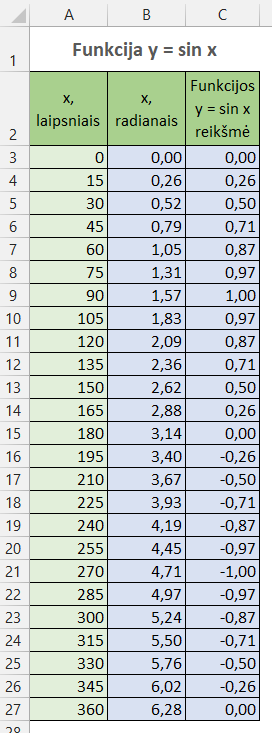 A B C
1 Funkcija y = sin x
2 x, laipsniais x, radianais Funkcijos y = sin x reikšmė
3 0 0,00 0,00
4 15 0,26 0,26
5 30 0,52 0,50
6 45 0,79 0,71
7 60 1,05 0,87
8 75 1,31 0,97
9 90 1,57 1,00
10 105 1,83 0,97
11 120 2,09 0,87
12 135 2,36 0,71
13 150 2,62 0,50
14 165 2,88 0,26
15 180 3,14 0,00
16 195 3,40 -0,26
17 210 3,67 -0,50
18 225 3,93 -0,71
19 240 4,19 -0,87
20 255 4,45 -0,97
21 270 4,71 -1,00
22 285 4,97 -0,97
23 300 5,24 -0,87
24 315 5,50 -0,71
25 330 5,76 -0,50
26 345 6,02 -0,26
27 360 6,28 0,00
28